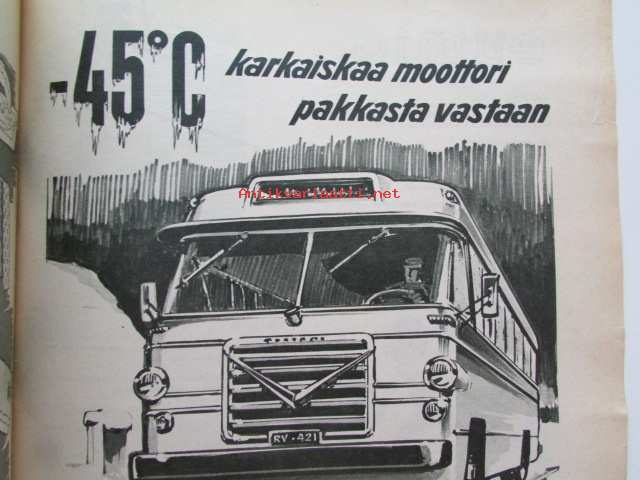 -45°C
karkaiskaa moottori
pakkasta vastaan
Antikvariaatti.net
RV-421